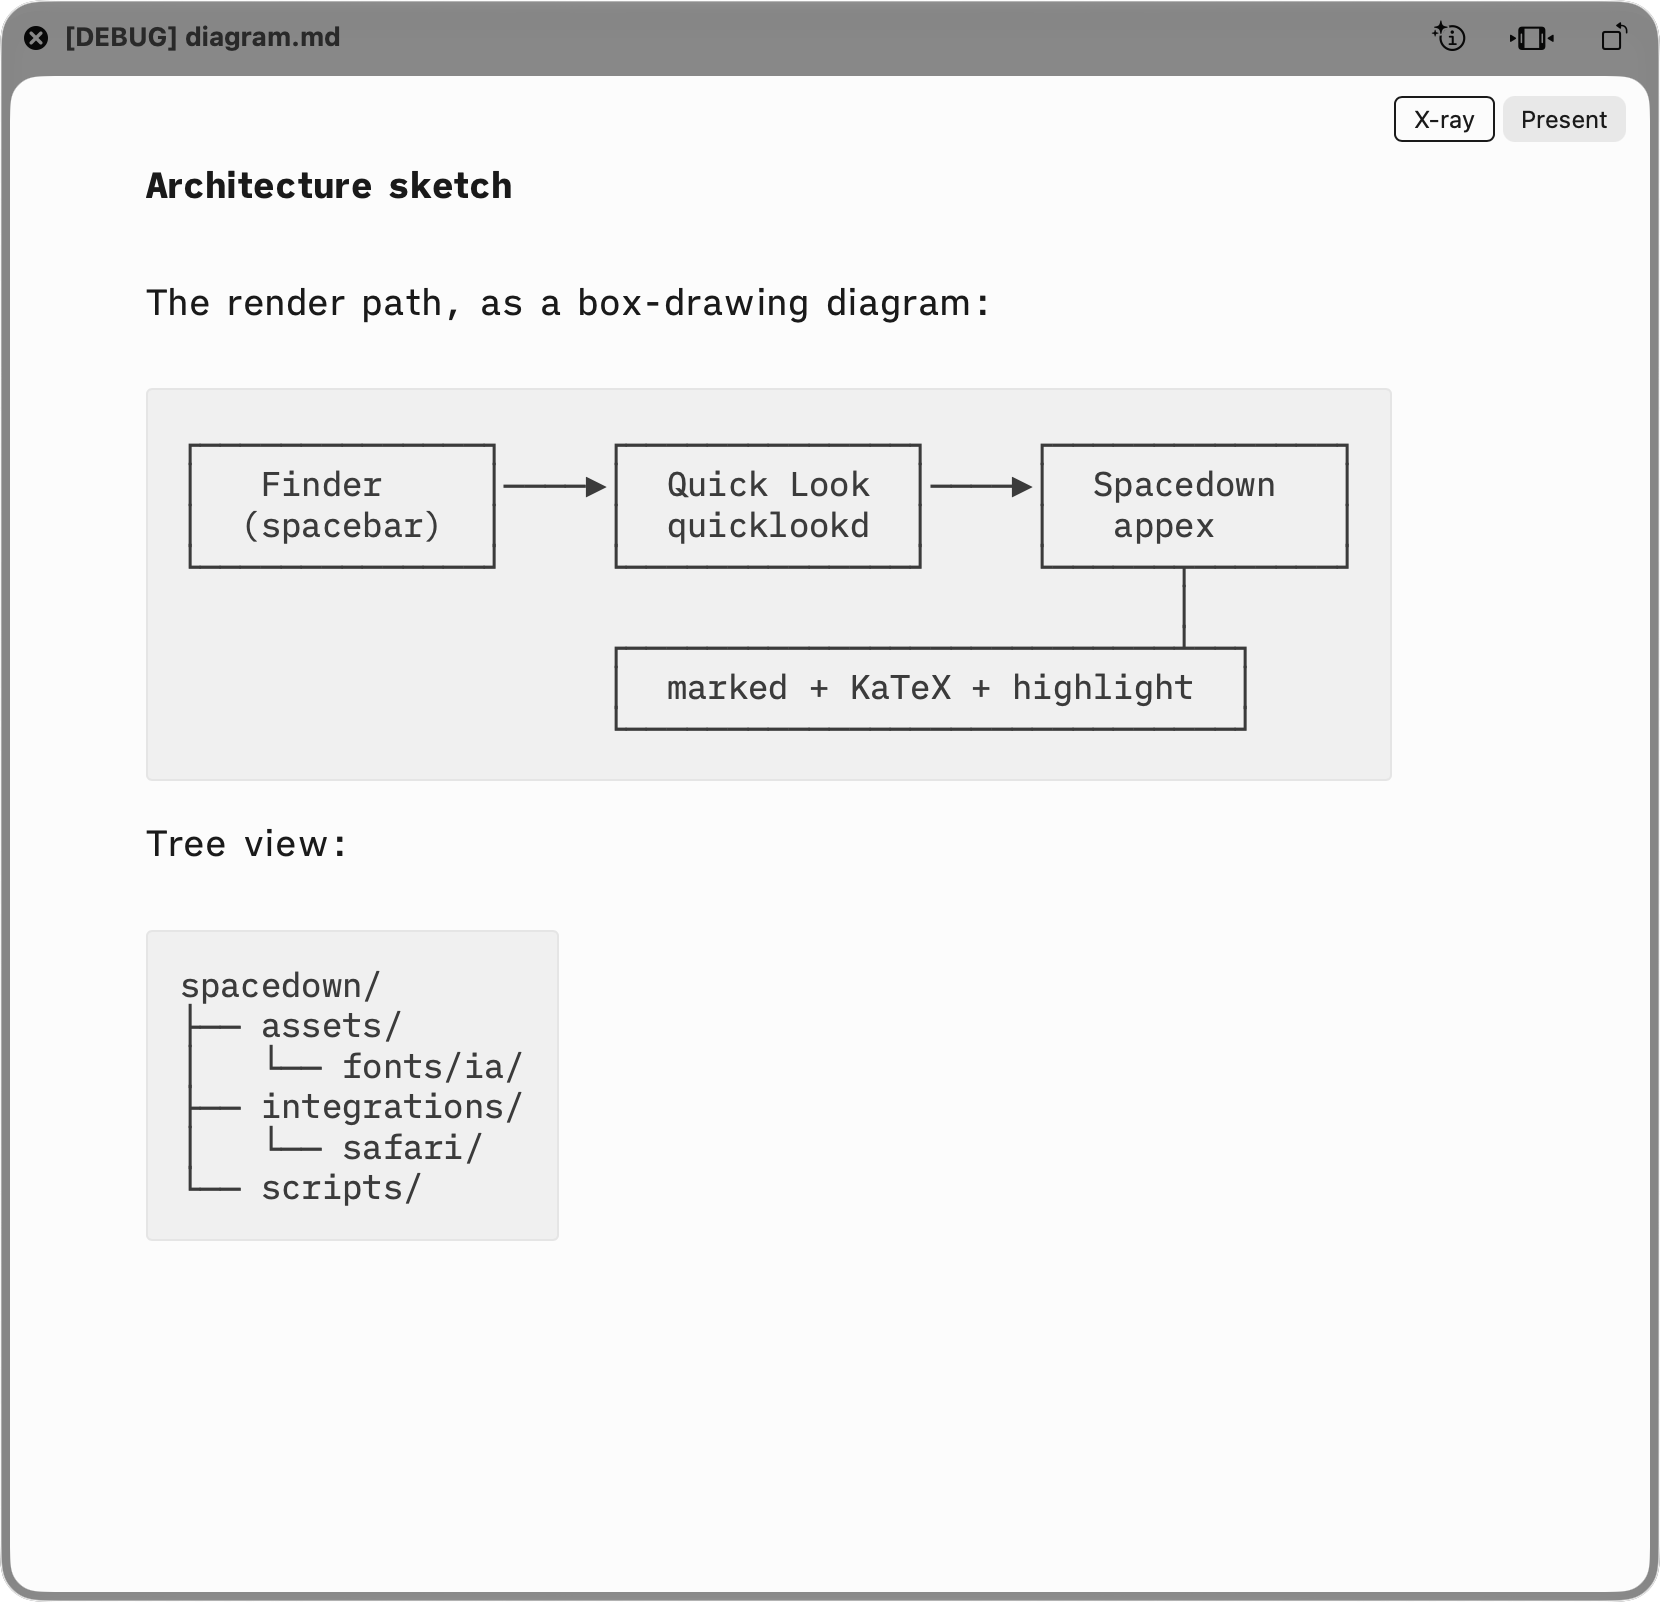 [DEBUG] diagram.md
X-ray Present
Architecture sketch
The render path, as a box-drawing diagram:
Finder Quick Look Spacedown
(spacebar) quicklookd appex
marked + KaTeX + highlight
Tree view:
spacedown/
├── assets/
│   └── fonts/ia/
├── integrations/
│   └── safari/
└── scripts/